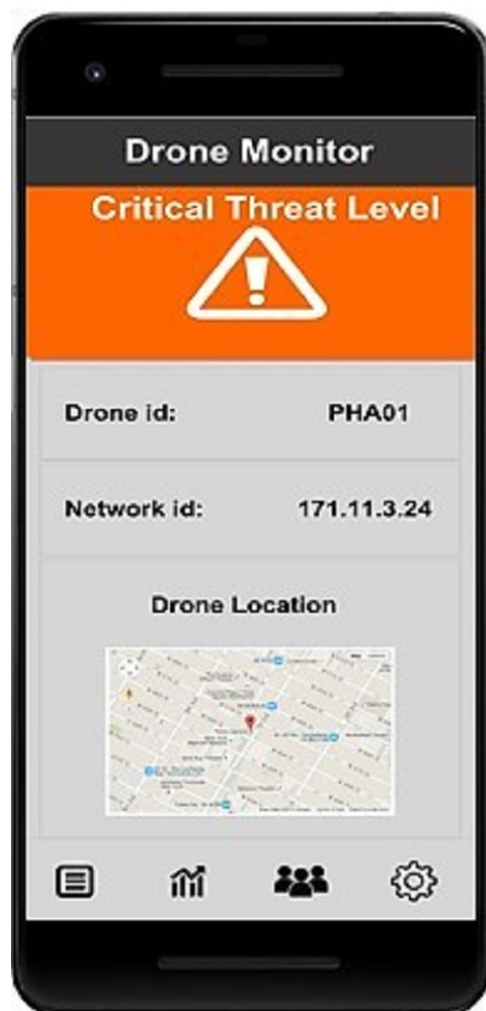 Drone Monitor
Critical Threat Level
Drone id: PHA01
Network id: 171.11.3.24
Drone Location